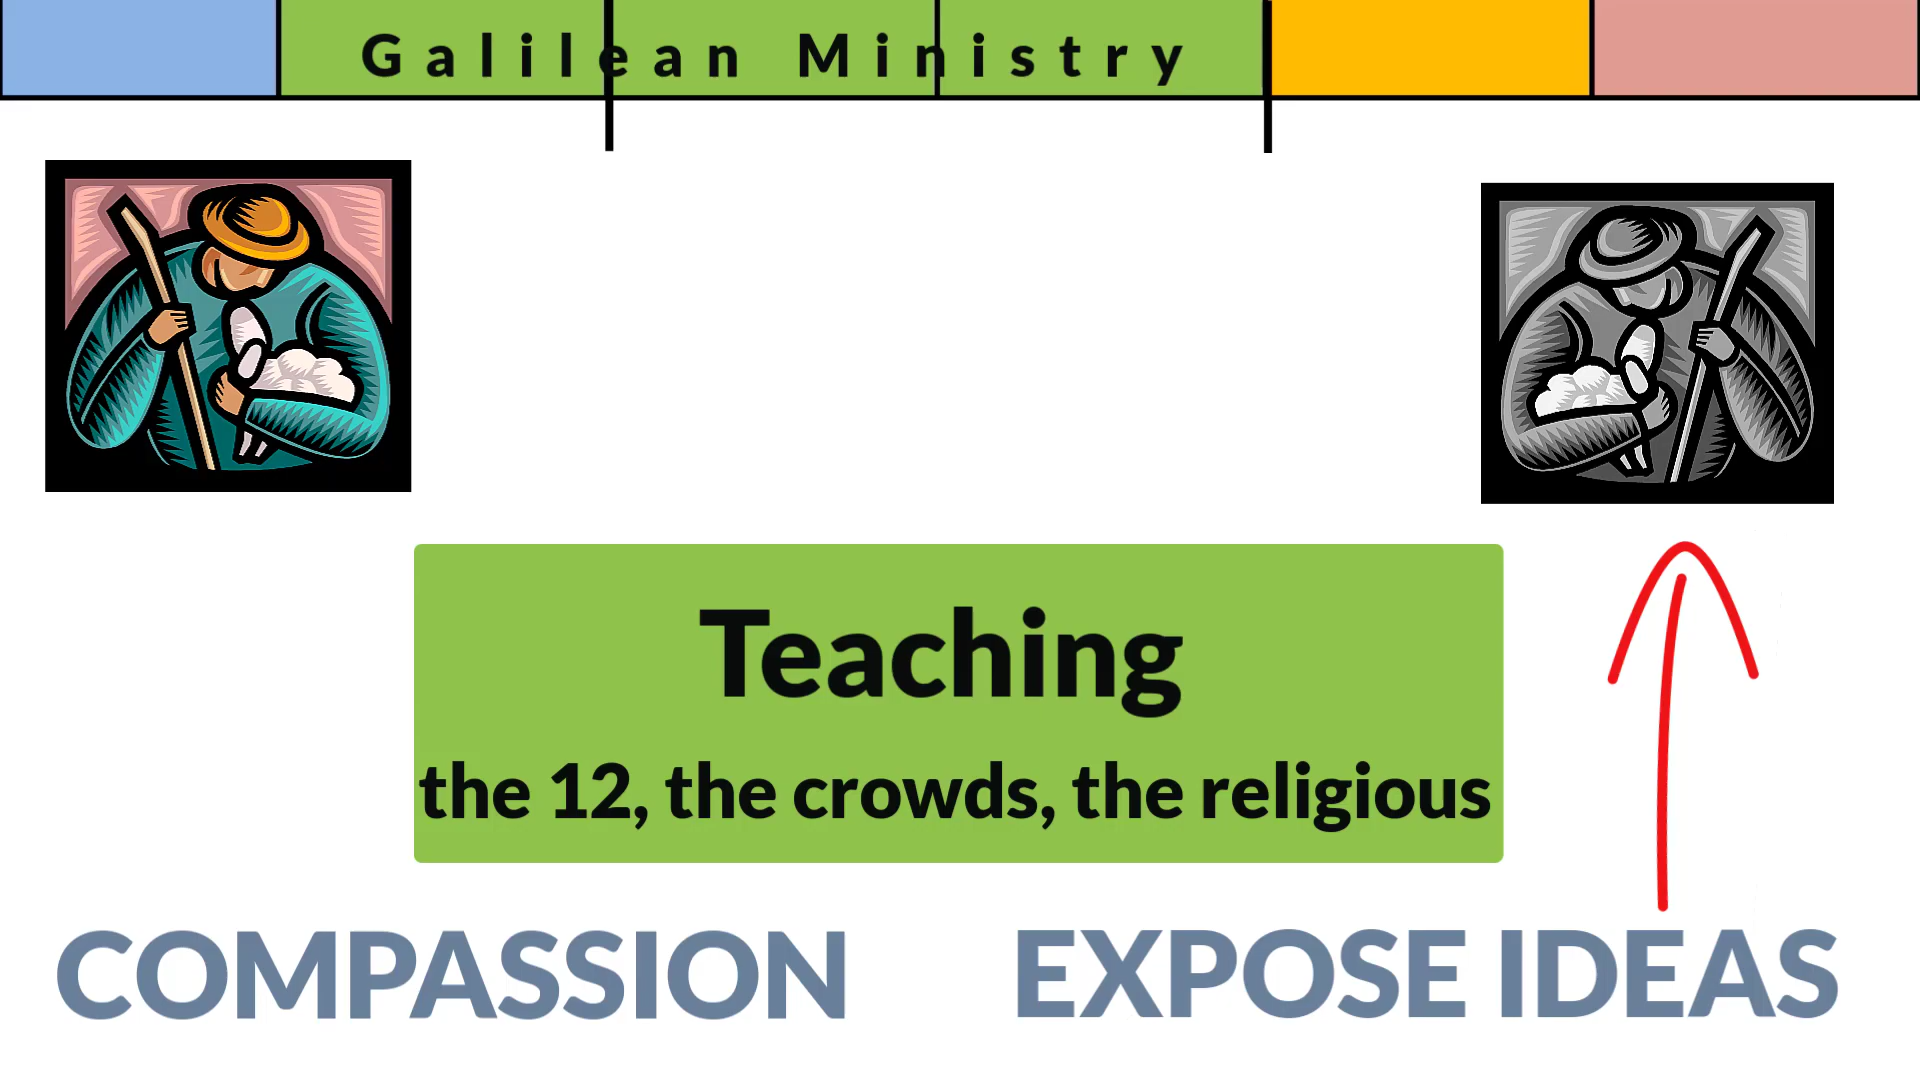 Galilean Ministry
Teaching
the 12, the crowds, the religious
COMPASSION
EXPOSE IDEAS